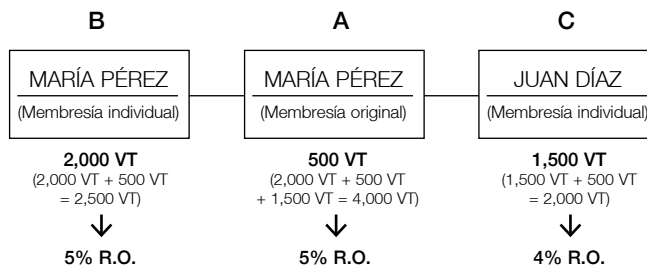 B
MARÍA PÉREZ
(Membresía individual)
2,000 VT
(2,000 VT + 500 VT
= 2,500 VT)
5% R.O.
A
MARÍA PÉREZ
(Membresía original)
500 VT
(2,000 VT + 500 VT
+ 1,500 VT = 4,000 VT)
5% R.O.
C
JUAN DÍAZ
(Membresía individual)
1,500 VT
(1,500 VT + 500 VT
= 2,000 VT)
4% R.O.